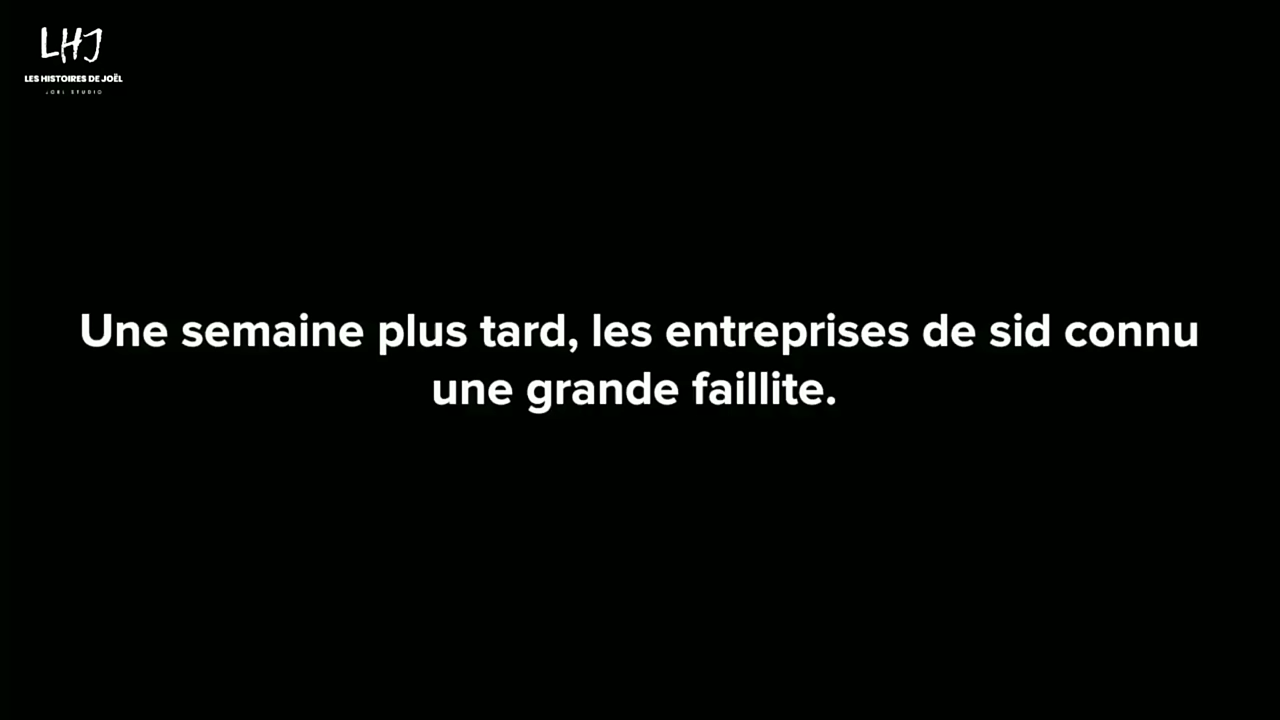 LHJ
LES HISTOIRES DE JOËL
Une semaine plus tard, les entreprises de sid connu
une grande faillite.